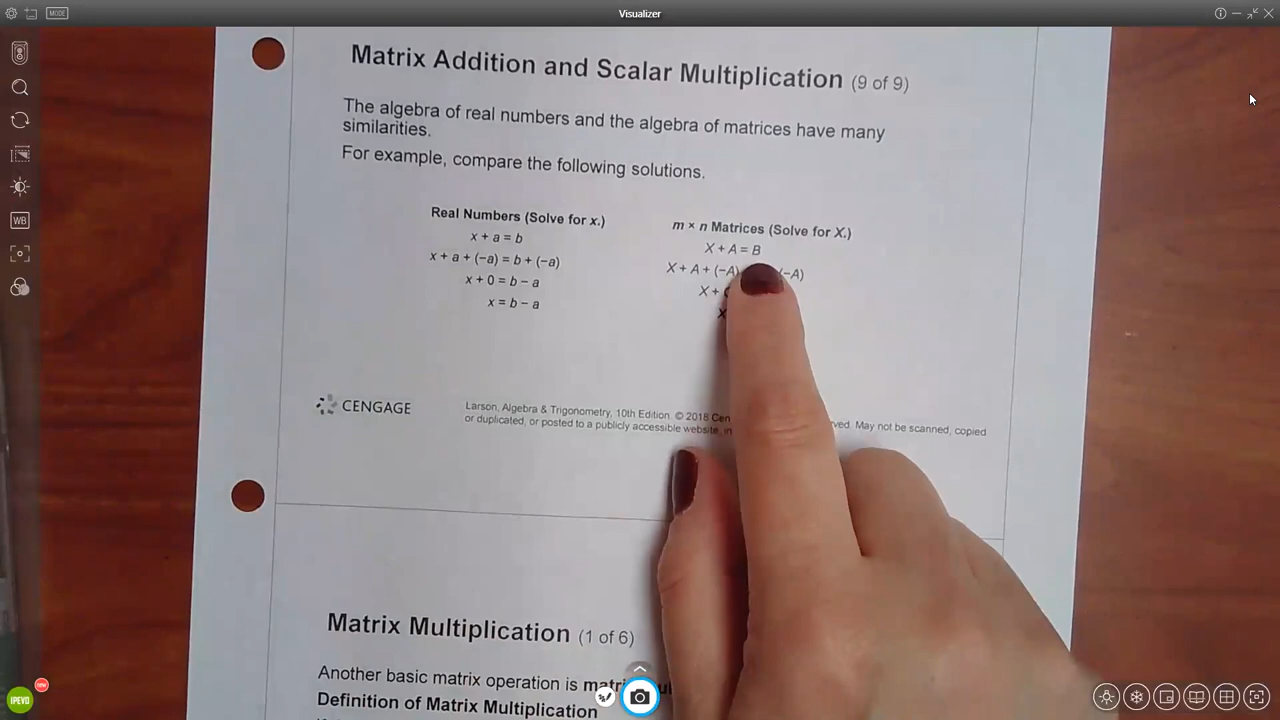 MODE
Visualizer
WB
Matrix Addition and Scalar Multiplication (9 of 9)
The algebra of real numbers and the algebra of matrices have many
similarities.
For example, compare the following solutions.
Real Numbers (Solve for x.)
x + a = b
x + a + (−a) = b + (−a)
x + 0 = b − a
x = b − a
m × n Matrices (Solve for X.)
X + A = B
X + A + (−A) (−A)
X +
X
CENGAGE
Larson, Algebra & Trigonometry, 10th Edition. © 2018 May not be scanned, copied
or duplicated, or posted to a publicly accessible website,
Matrix Multiplication (1 of 6)
Another basic matrix operation is
Definition of Matrix Multiplication
IPEVO
new